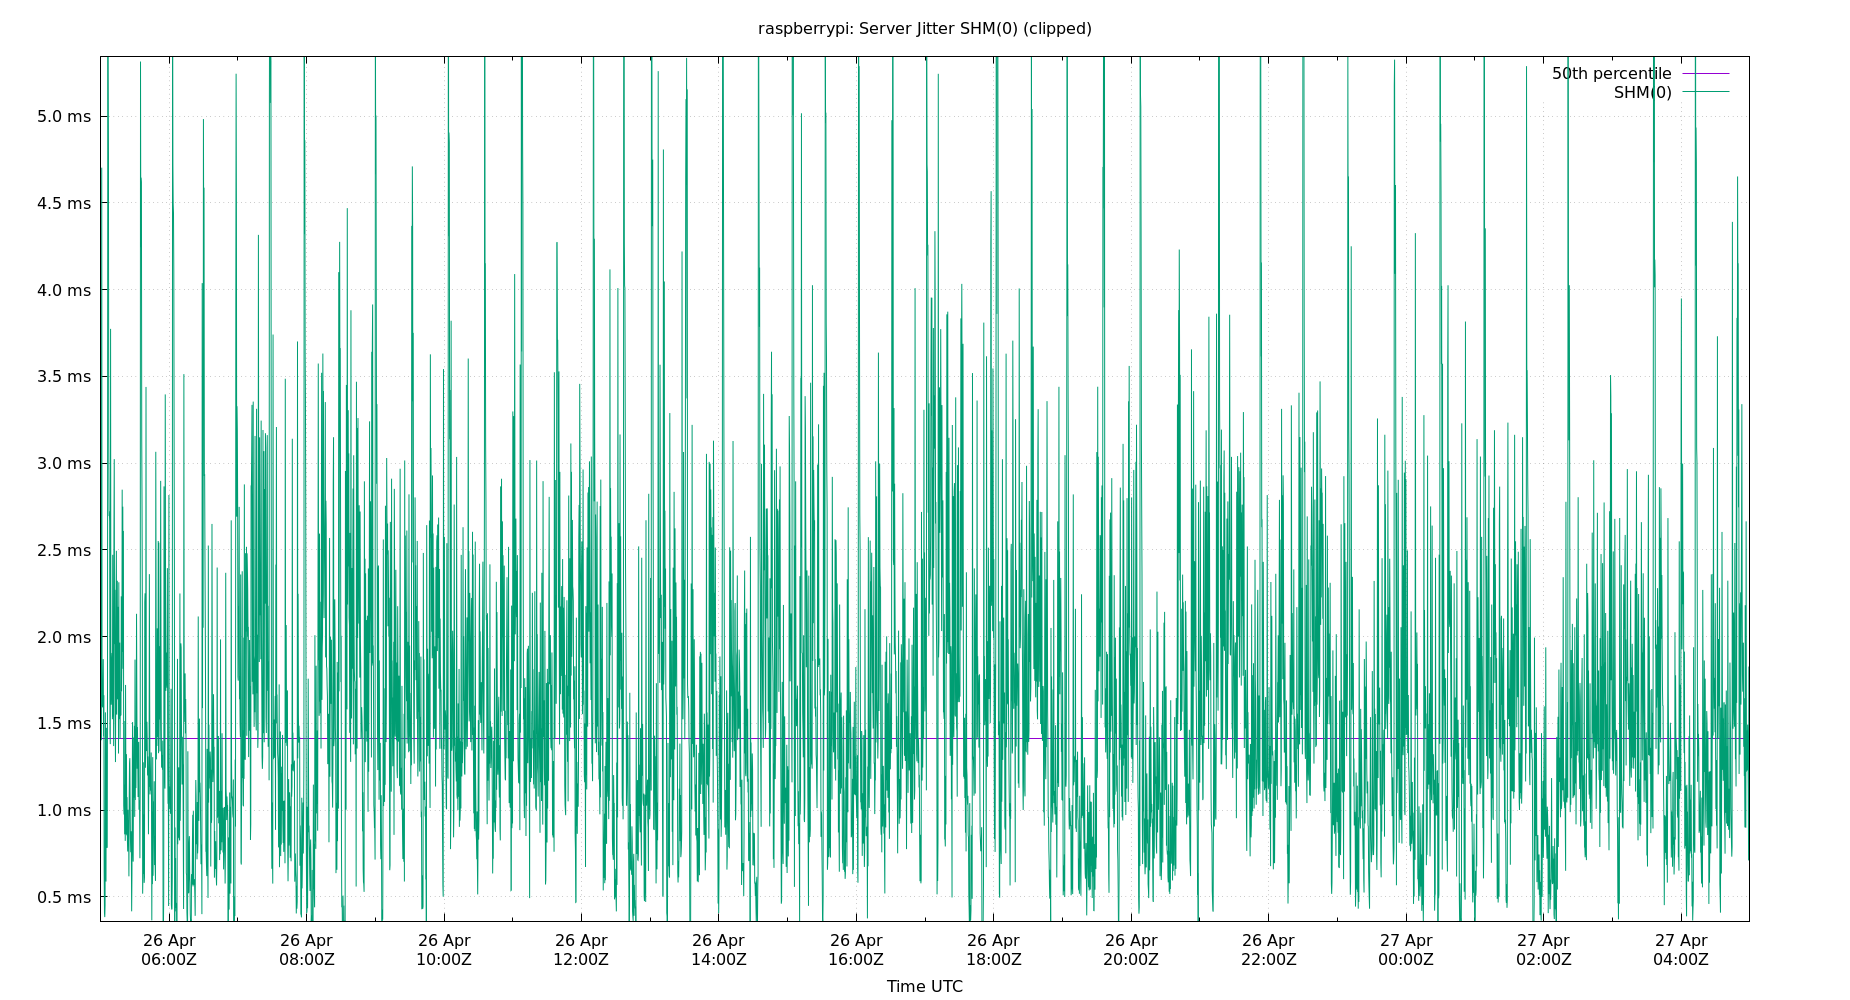 raspberrypi: Server Jitter SHM(0) (clipped)
50th percentile
SHM(0)
5.0 ms
4.5 ms
4.0 ms
3.5 ms
3.0 ms
2.5 ms
2.0 ms
1.5 ms
1.0 ms
0.5 ms
26 Apr 26 Apr 26 Apr 26 Apr 26 Apr 26 Apr 26 Apr 26 Apr 26 Apr 27 Apr 27 Apr 27 Apr
06:00Z 08:00Z 10:00Z 12:00Z 14:00Z 16:00Z 18:00Z 20:00Z 22:00Z 00:00Z 02:00Z 04:00Z
Time UTC